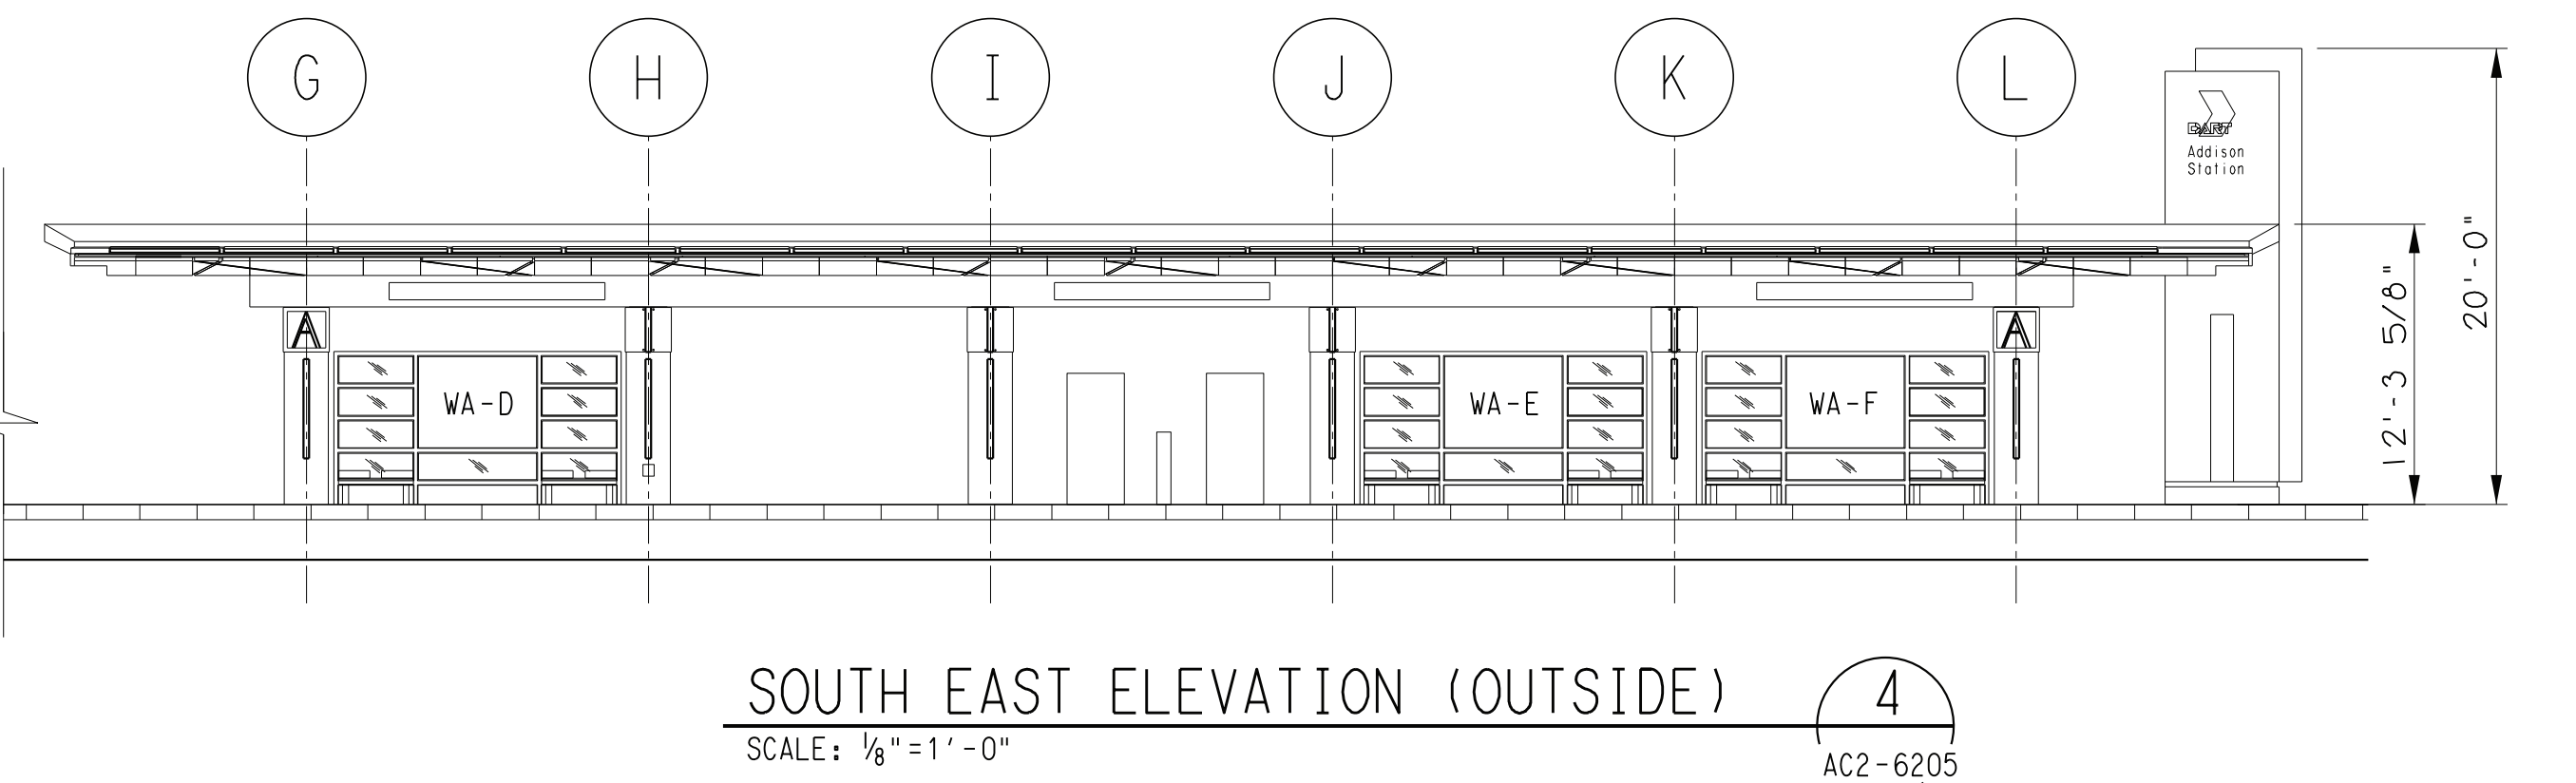 G H I J K L
DART
Addison
Station
20'-0"
12'-3 5/8"
A A
WA-D WA-E WA-F
SOUTH EAST ELEVATION (OUTSIDE)
4
SCALE: 1/8"=1'-0"
AC2-6205